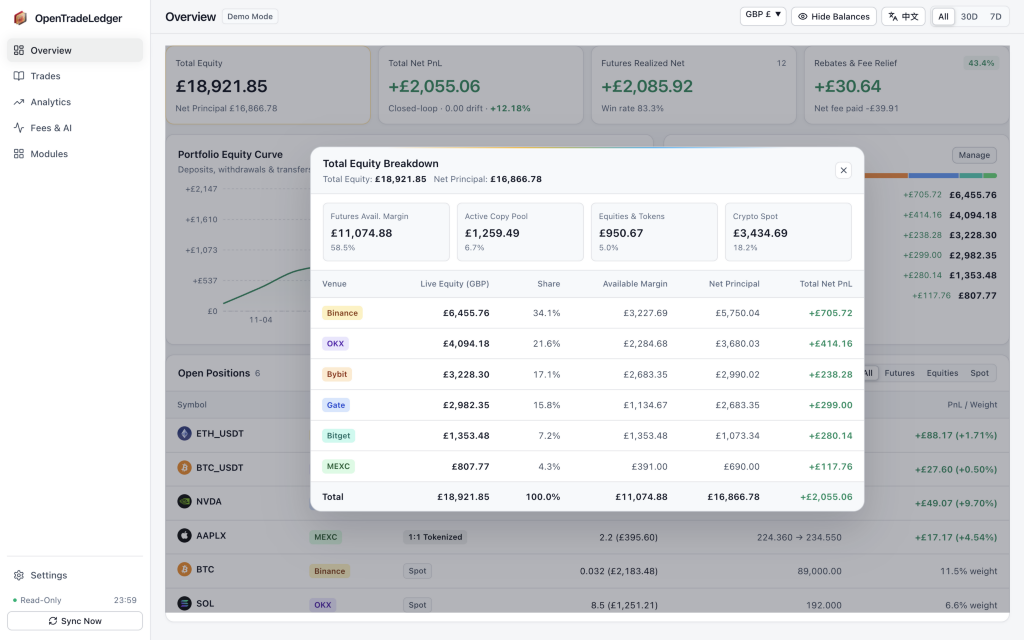 OpenTradeLedger
Overview
Trades
Analytics
Fees & AI
Modules
Settings
Read-Only 23:59
Sync Now
Overview Demo Mode
GBP £ ▼ Hide Balances 中文 All 30D 7D
Total Equity
£18,921.85
Net Principal £16,866.78
Total Net PnL
+£2,055.06
Closed-loop · 0.00 drift · +12.18%
Futures Realized Net 12
+£2,085.92
Win rate 83.3%
Rebates & Fee Relief 43.4%
+£30.64
Net fee paid -£39.91
Portfolio Equity Curve
Deposits, withdrawals & transfers
+£2,147
+£1,610
+£1,073
+£537
£0
11-04
Manage
+£705.72 £6,455.76
+£414.16 £4,094.18
+£238.28 £3,228.30
+£299.00 £2,982.35
+£280.14 £1,353.48
+£117.76 £807.77
Total Equity Breakdown
Total Equity: £18,921.85 Net Principal: £16,866.78
Futures Avail. Margin
£11,074.88
58.5%
Active Copy Pool
£1,259.49
6.7%
Equities & Tokens
£950.67
5.0%
Crypto Spot
£3,434.69
18.2%
Venue Live Equity (GBP) Share Available Margin Net Principal Total Net PnL
Binance £6,455.76 34.1% £3,227.69 £5,750.04 +£705.72
OKX £4,094.18 21.6% £2,284.68 £3,680.03 +£414.16
Bybit £3,228.30 17.1% £2,683.35 £2,990.02 +£238.28
Gate £2,982.35 15.8% £1,134.67 £2,683.35 +£299.00
Bitget £1,353.48 7.2% £1,353.48 £1,073.34 +£280.14
MEXC £807.77 4.3% £391.00 £690.00 +£117.76
Total £18,921.85 100.0% £11,074.88 £16,866.78 +£2,055.06
Open Positions 6
All Futures Equities Spot
Symbol PnL / Weight
ETH_USDT +£88.17 (+1.71%)
BTC_USDT +£27.60 (+0.50%)
NVDA +£49.07 (+9.70%)
AAPLX MEXC 1:1 Tokenized 2.2 (£395.60) 224.360 → 234.550 +£17.17 (+4.54%)
BTC Binance Spot 0.032 (£2,183.48) 89,000.00 11.5% weight
SOL OKX Spot 8.5 (£1,251.21) 192.000 6.6% weight